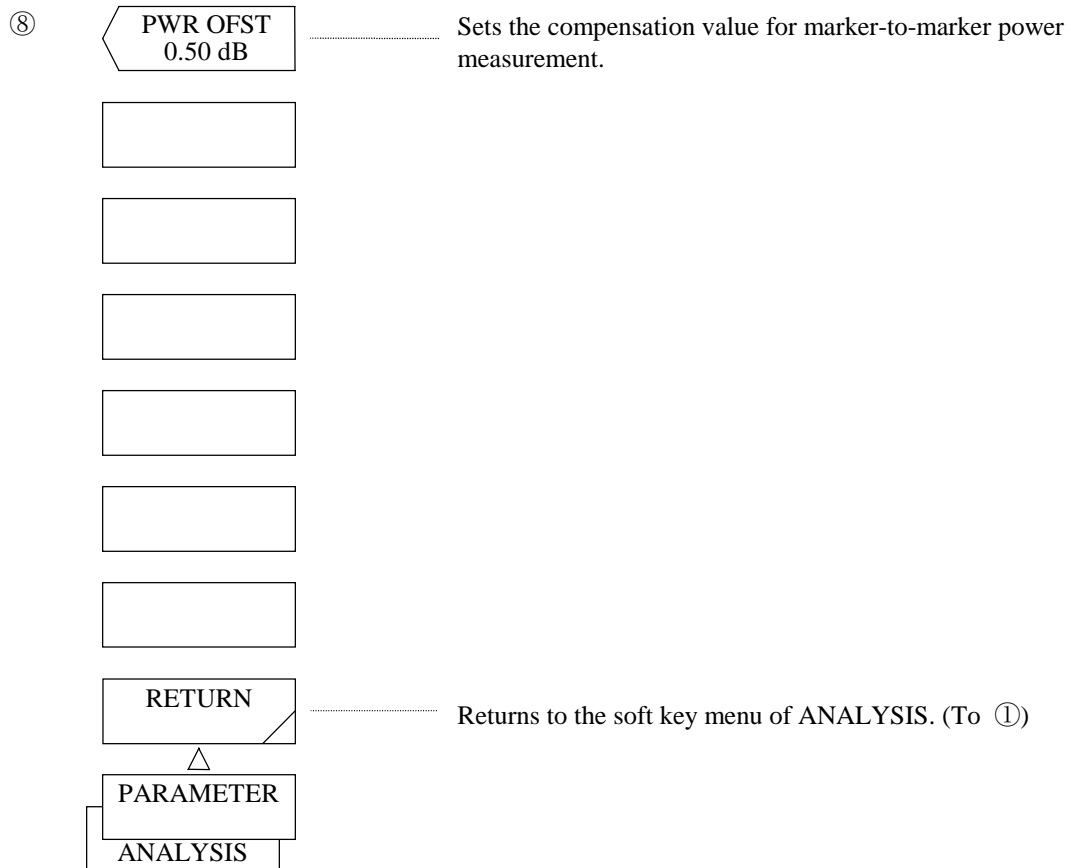 ⑧
PWR OFST
0.50 dB
Sets the compensation value for marker-to-marker power
measurement.
RETURN
Returns to the soft key menu of ANALYSIS. (To ①)
PARAMETER
ANALYSIS